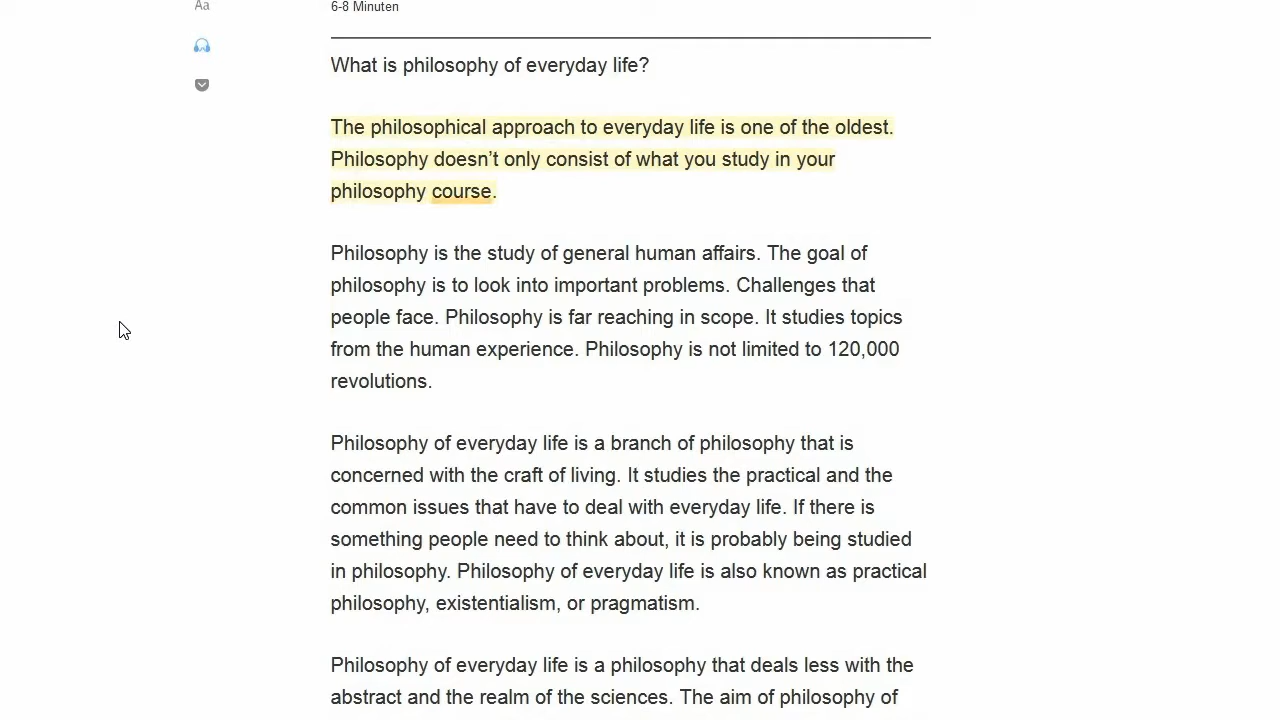 Aa
6-8 Minuten
What is philosophy of everyday life?
The philosophical approach to everyday life is one of the oldest.
Philosophy doesn’t only consist of what you study in your
philosophy course.
Philosophy is the study of general human affairs. The goal of
philosophy is to look into important problems. Challenges that
people face. Philosophy is far reaching in scope. It studies topics
from the human experience. Philosophy is not limited to 120,000
revolutions.
Philosophy of everyday life is a branch of philosophy that is
concerned with the craft of living. It studies the practical and the
common issues that have to deal with everyday life. If there is
something people need to think about, it is probably being studied
in philosophy. Philosophy of everyday life is also known as practical
philosophy, existentialism, or pragmatism.
Philosophy of everyday life is a philosophy that deals less with the
abstract and the realm of the sciences. The aim of philosophy of